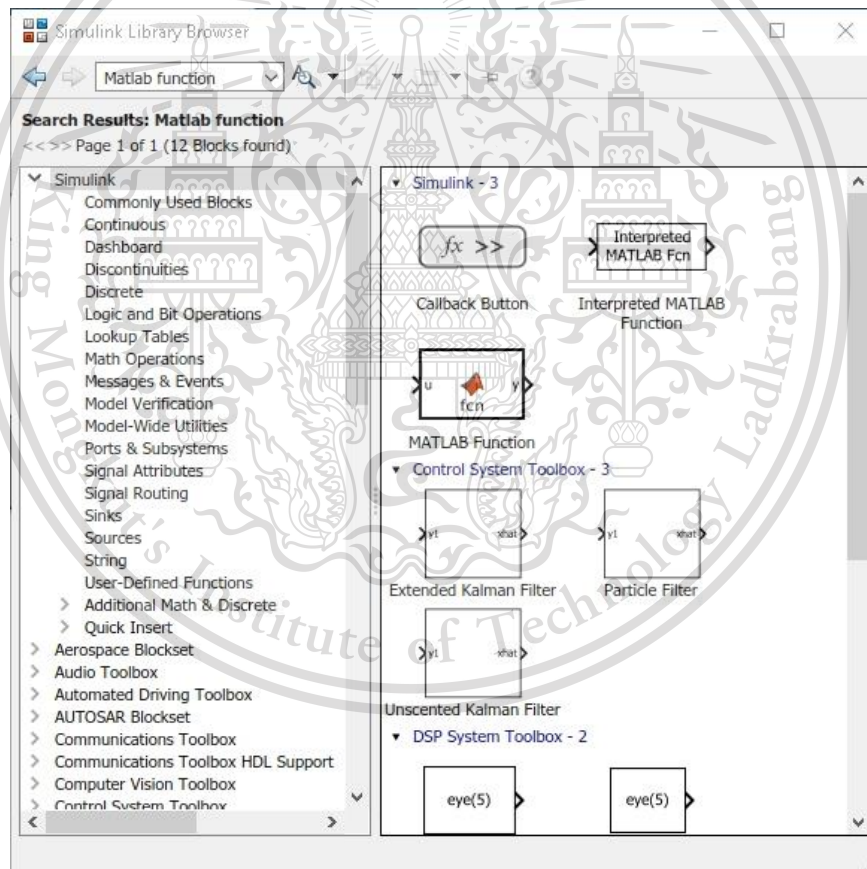 Simulink Library Browser
Matlab function
Search Results: Matlab function
<< >> Page 1 of 1 (12 Blocks found)
Simulink
Commonly Used Blocks
Continuous
Dashboard
Discontinuities
Discrete
Logic and Bit Operations
Lookup Tables
Math Operations
Messages & Events
Model Verification
Model-Wide Utilities
Ports & Subsystems
Signal Attributes
Signal Routing
Sinks
Sources
String
User-Defined Functions
Additional Math & Discrete
Quick Insert
Aerospace Blockset
Audio Toolbox
Automated Driving Toolbox
AUTOSAR Blockset
Communications Toolbox
Communications Toolbox HDL Support
Computer Vision Toolbox
Control System Toolbox
Simulink - 3
fx >>
Interpreted
MATLAB Fcn
Callback Button
Interpreted MATLAB
Function
u
y
fcn
MATLAB Function
Control System Toolbox - 3
y1
xhat
y1
xhat
Extended Kalman Filter
Particle Filter
y1
xhat
Unscented Kalman Filter
DSP System Toolbox - 2
eye(5)
eye(5)
King Mongkut's Institute of Technology Ladkrabang